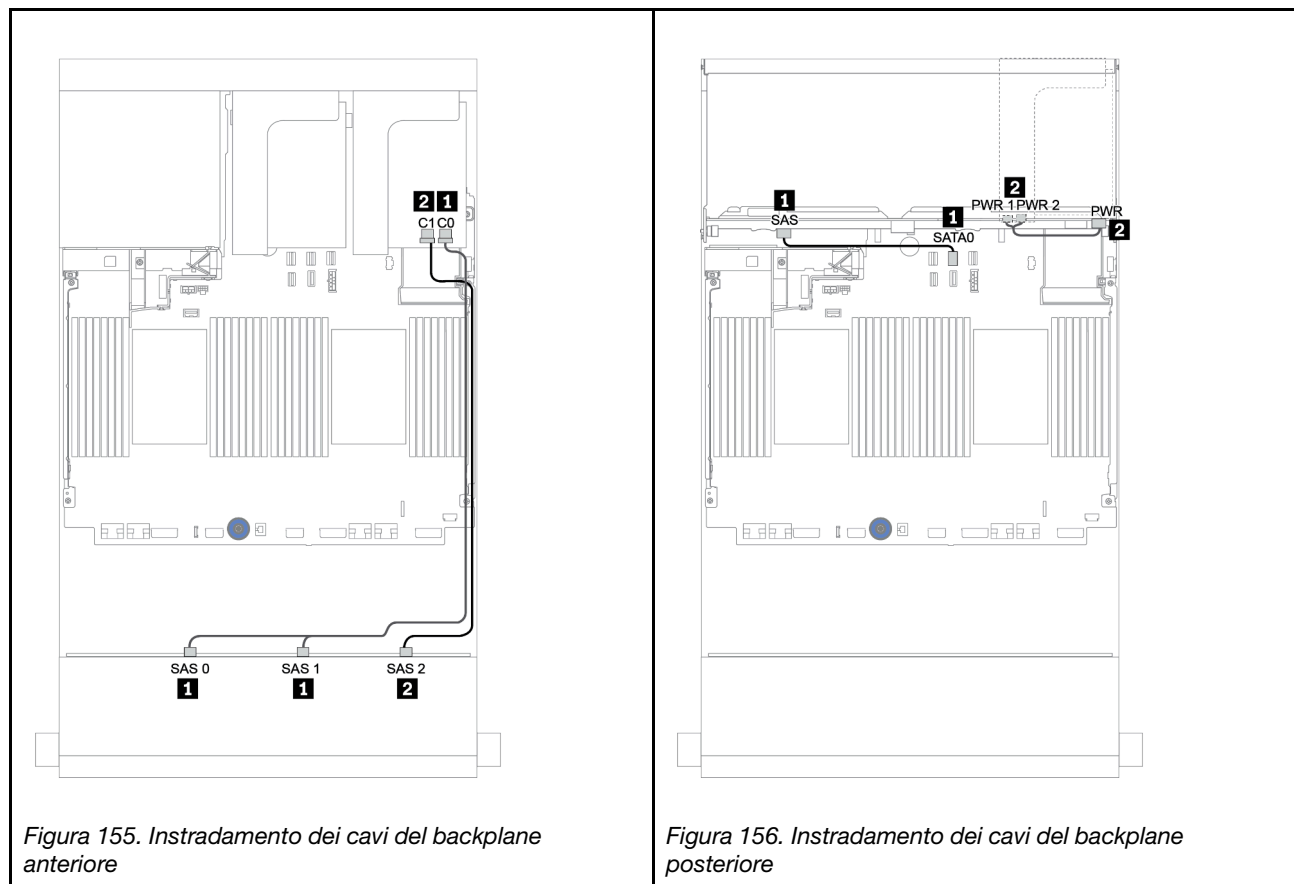 2 1
C1 C0
SAS 0 SAS 1 SAS 2
1 1 2
Figura 155. Instradamento dei cavi del backplane
anteriore
2
1 PWR 1 PWR 2 PWR
SAS 1 2
SATA0
Figura 156. Instradamento dei cavi del backplane
posteriore